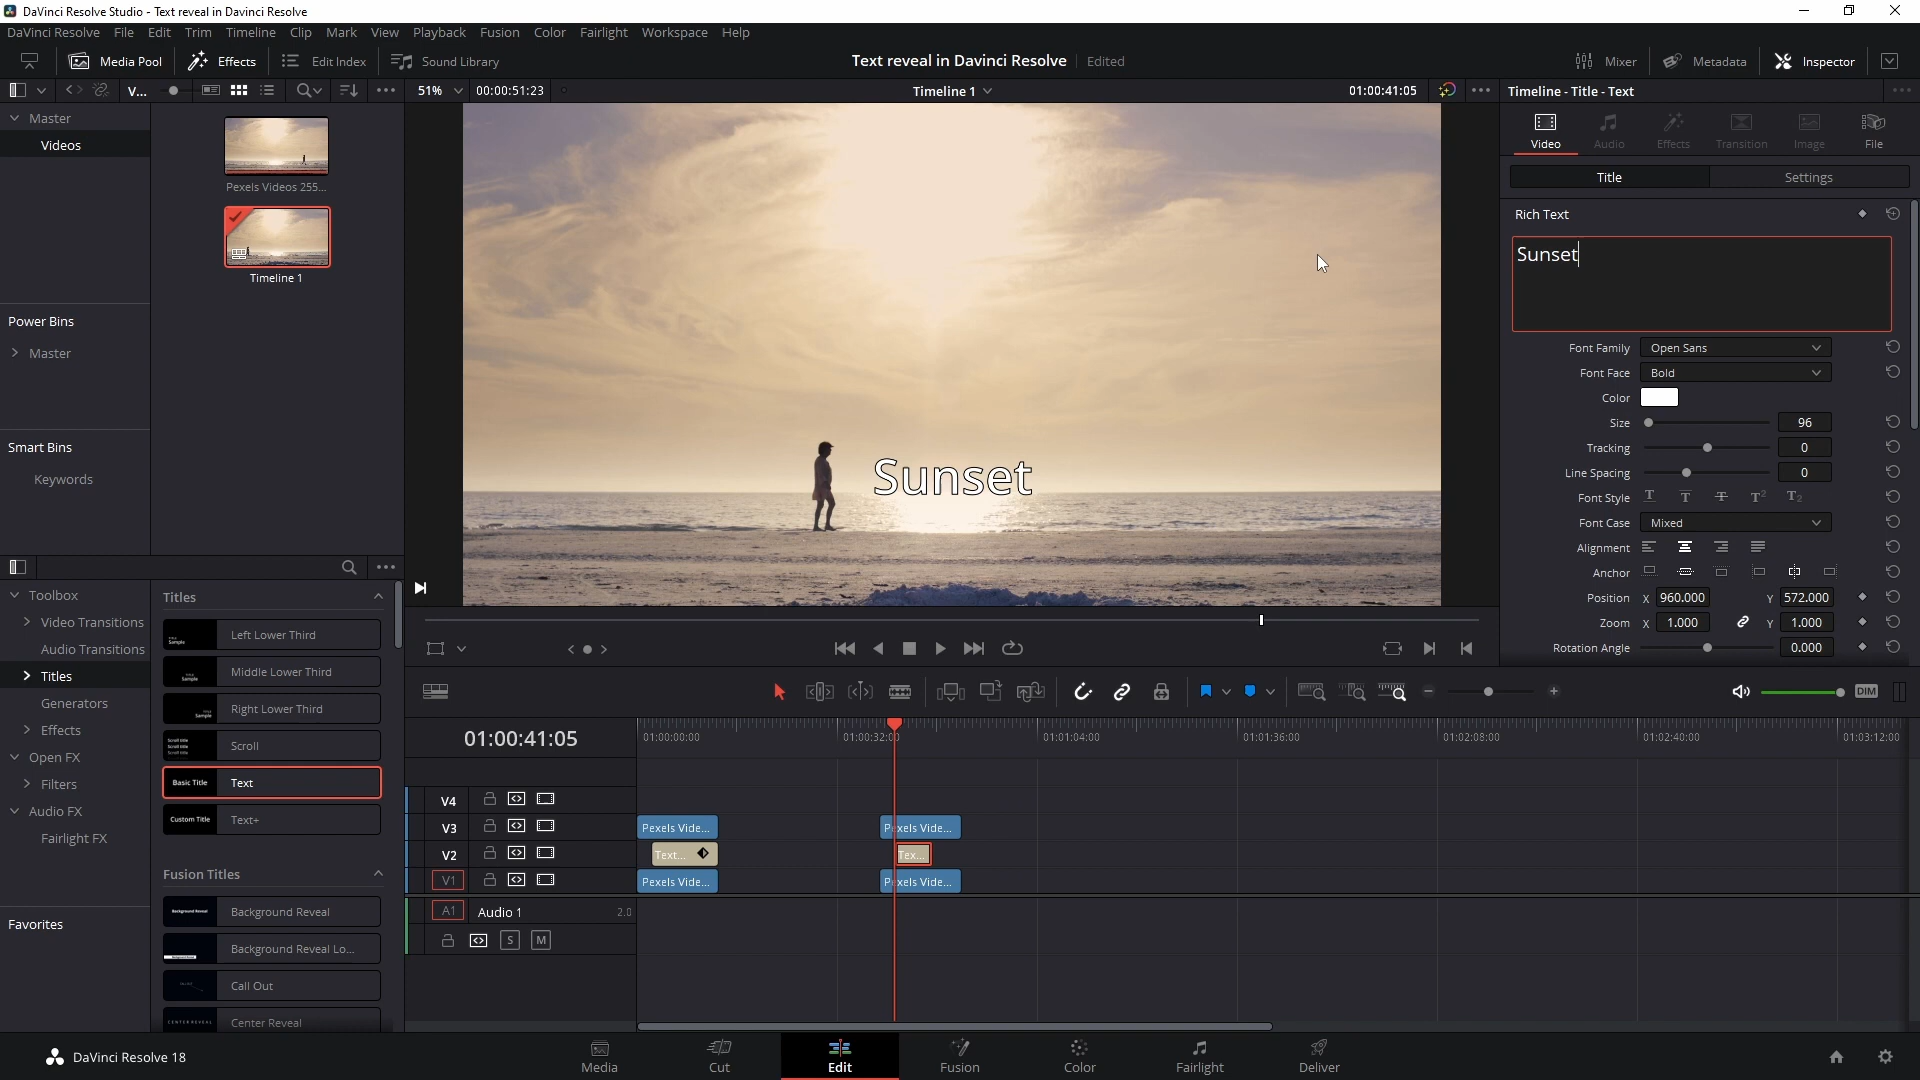 DaVinci Resolve Studio - Text reveal in Davinci Resolve
DaVinci Resolve File Edit Trim Timeline Clip Mark View Playback Fusion Color Fairlight Workspace Help
Media Pool Effects Edit Index Sound Library Text reveal in Davinci Resolve Edited Mixer Metadata Inspector
V... 51% 00:00:51:23 Timeline 1 01:00:41:05 Timeline - Title - Text
Master
Videos
Pexels Videos 255...
Timeline 1
Power Bins
Master
Smart Bins
Keywords
Sunset
Video Audio Effects Transition Image File
Title Settings
Rich Text
Sunset
Font Family Open Sans
Font Face Bold
Color
Size 96
Tracking 0
Line Spacing 0
Font Style T T T T2 T2
Font Case Mixed
Alignment
Anchor
Position X 960.000 Y 572.000
Zoom X 1.000 Y 1.000
Rotation Angle 0.000
Toolbox
Video Transitions
Audio Transitions
Titles
Generators
Effects
Open FX
Filters
Audio FX
Fairlight FX
Favorites
Titles
Left Lower Third
Middle Lower Third
Right Lower Third
Scroll
Basic Title Text
Custom Title Text+
Fusion Titles
Background Reveal Background Reveal
Background Reveal Lo...
Call Out
CENTER REVEAL Center Reveal
DIM
01:00:41:05 01:00:00:00 01:00:32:00 01:01:04:00 01:01:36:00 01:02:08:00 01:02:40:00 01:03:12:00
V4
V3 Pexels Vide... Pexels Vide...
V2 Text... Tex...
V1 Pexels Vide... Pexels Vide...
A1 Audio 1 2.0
S M
DaVinci Resolve 18 Media Cut Edit Fusion Color Fairlight Deliver